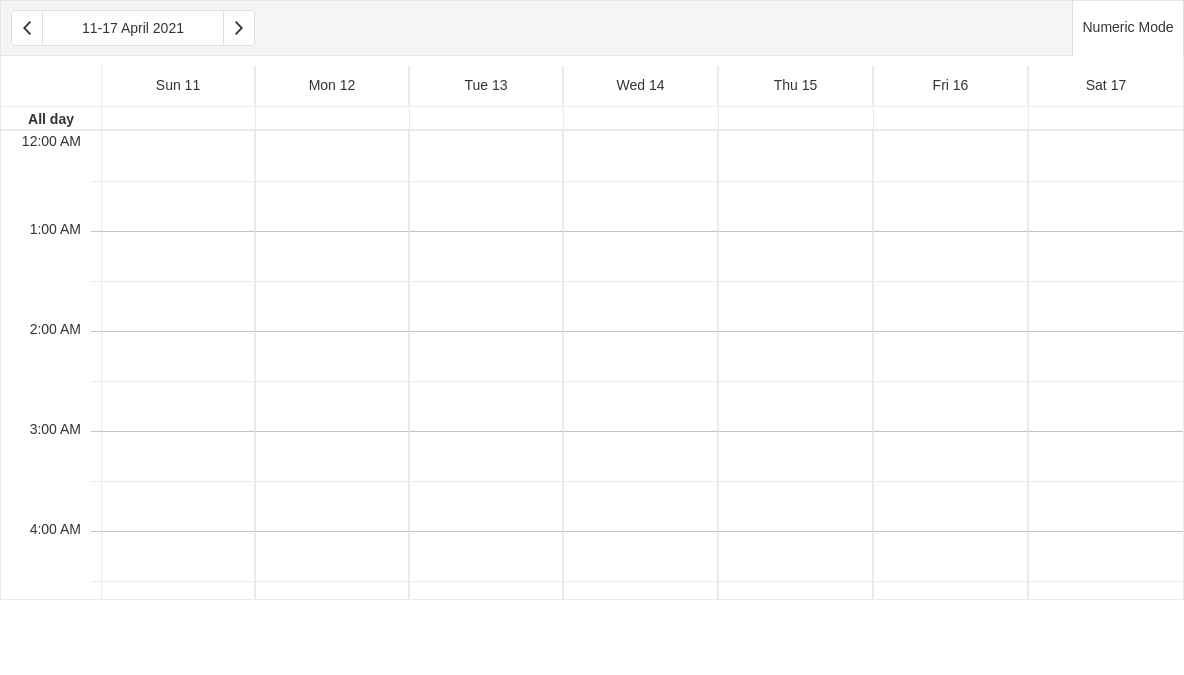 11-17 April 2021
Numeric Mode
Sun 11
Mon 12
Tue 13
Wed 14
Thu 15
Fri 16
Sat 17
All day
12:00 AM
1:00 AM
2:00 AM
3:00 AM
4:00 AM